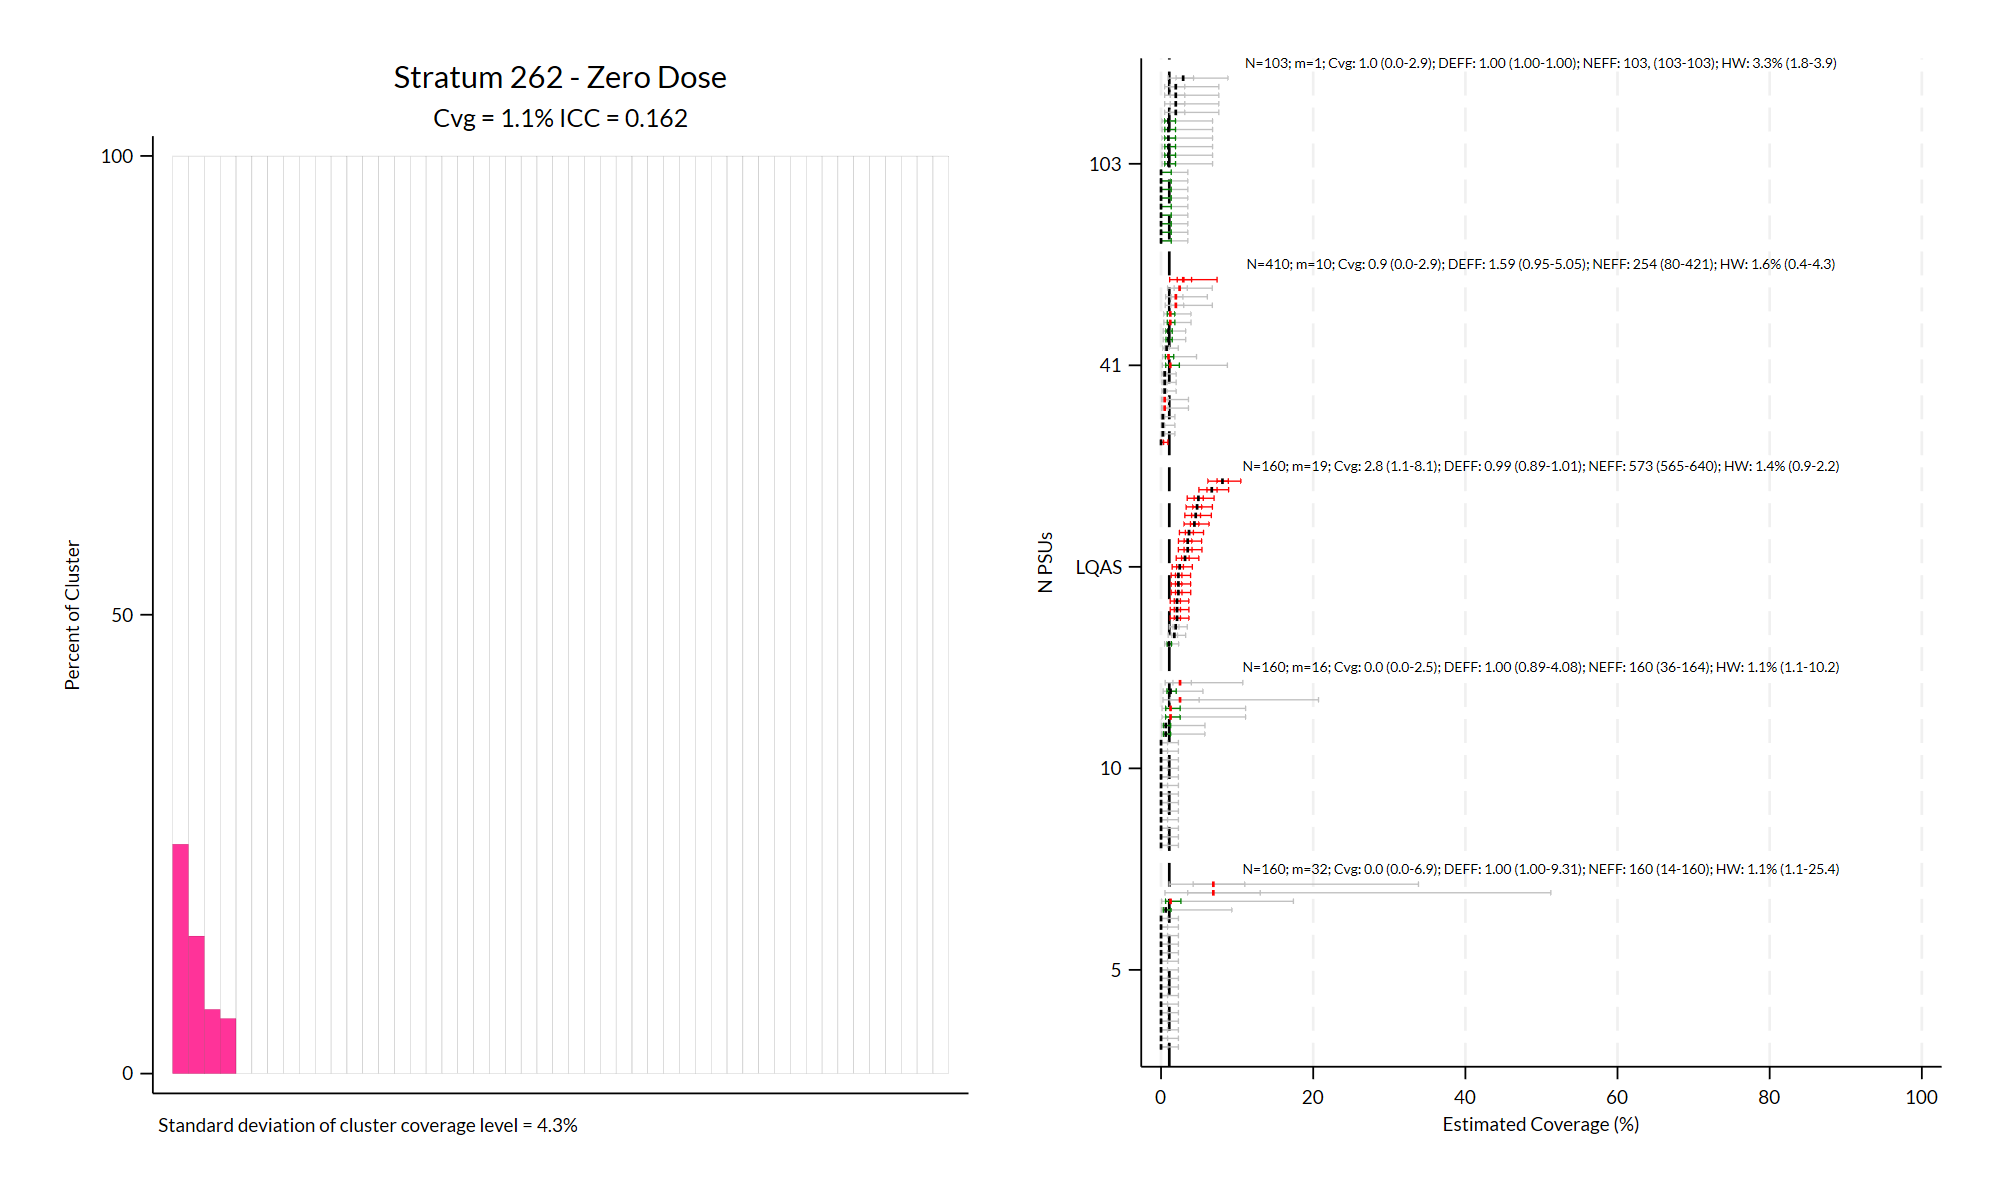 Stratum 262 - Zero Dose
Cvg = 1.1% ICC = 0.162
100
50
0
Percent of Cluster
Standard deviation of cluster coverage level = 4.3%
N=103; m=1; Cvg: 1.0 (0.0-2.9); DEFF: 1.00 (1.00-1.00); NEFF: 103, (103-103); HW: 3.3% (1.8-3.9)
103
N=410; m=10; Cvg: 0.9 (0.0-2.9); DEFF: 1.59 (0.95-5.05); NEFF: 254 (80-421); HW: 1.6% (0.4-4.3)
41
N=160; m=19; Cvg: 2.8 (1.1-8.1); DEFF: 0.99 (0.89-1.01); NEFF: 573 (565-640); HW: 1.4% (0.9-2.2)
N PSUs
LQAS
N=160; m=16; Cvg: 0.0 (0.0-2.5); DEFF: 1.00 (0.89-4.08); NEFF: 160 (36-164); HW: 1.1% (1.1-10.2)
10
N=160; m=32; Cvg: 0.0 (0.0-6.9); DEFF: 1.00 (1.00-9.31); NEFF: 160 (14-160); HW: 1.1% (1.1-25.4)
5
0 20 40 60 80 100
Estimated Coverage (%)